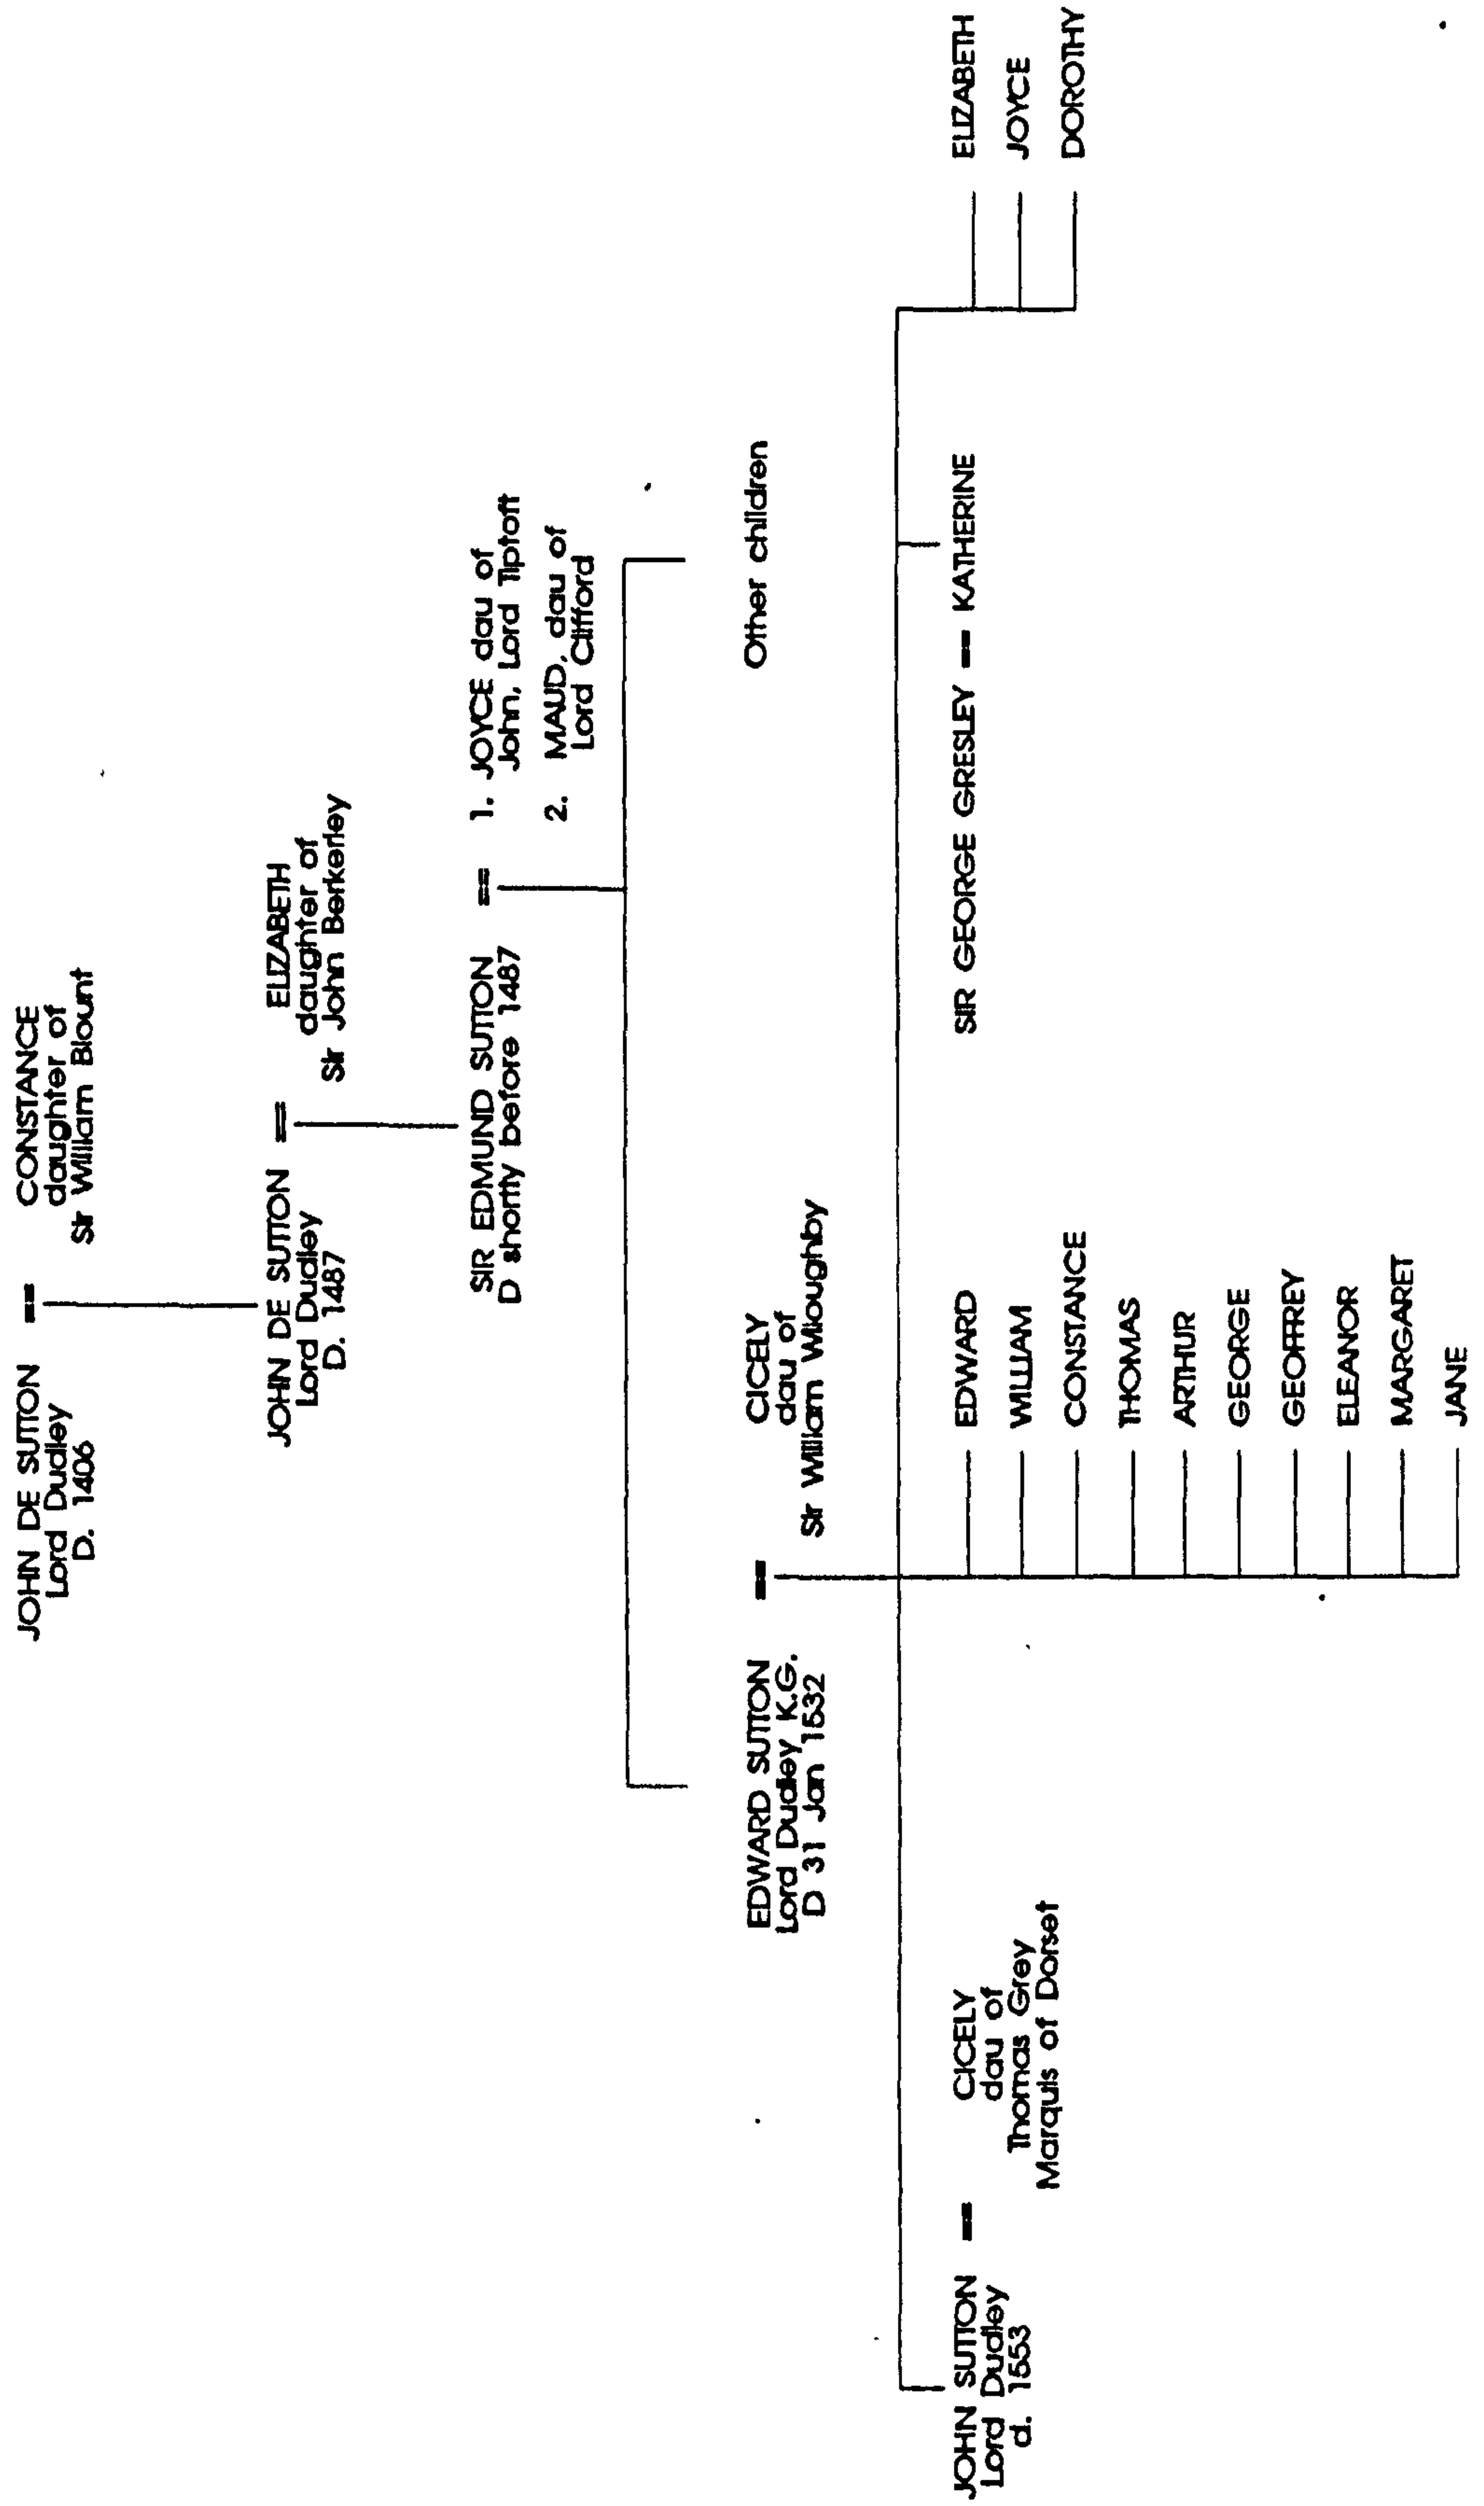 JOHN DE SUTTON == CONSTANCE
Lord Dudley daughter of
D. 1406 Sir William Blount
JOHN DE SUTTON == ELIZABETH
Lord Dudley daughter of
D. 1487 Sir John Berkerley
SIR EDMUND SUTTON == 1. JOYCE dau of
D shortly before 1487 John, Lord Tiptoft
2. MAUD, dau of
Lord Clifford
EDWARD SUTTON == CICELY
Lord Dudley K.G. dau of
D 31 Jan 1532 Sir William Wloughby
Other children
JOHN SUTTON == CICELY
Lord Dudley dau of
d. 1553 Thomas Grey
Marquis of Dorset
EDWARD
WILLIAM
CONSTANCE
THOMAS
ARTHUR
GEORGE
GEOFFREY
ELEANOR
MARGARET
JANE
SIR GEORGE GRESLEY == KATHERINE
ELIZABETH
JOYCE
DOROTHY